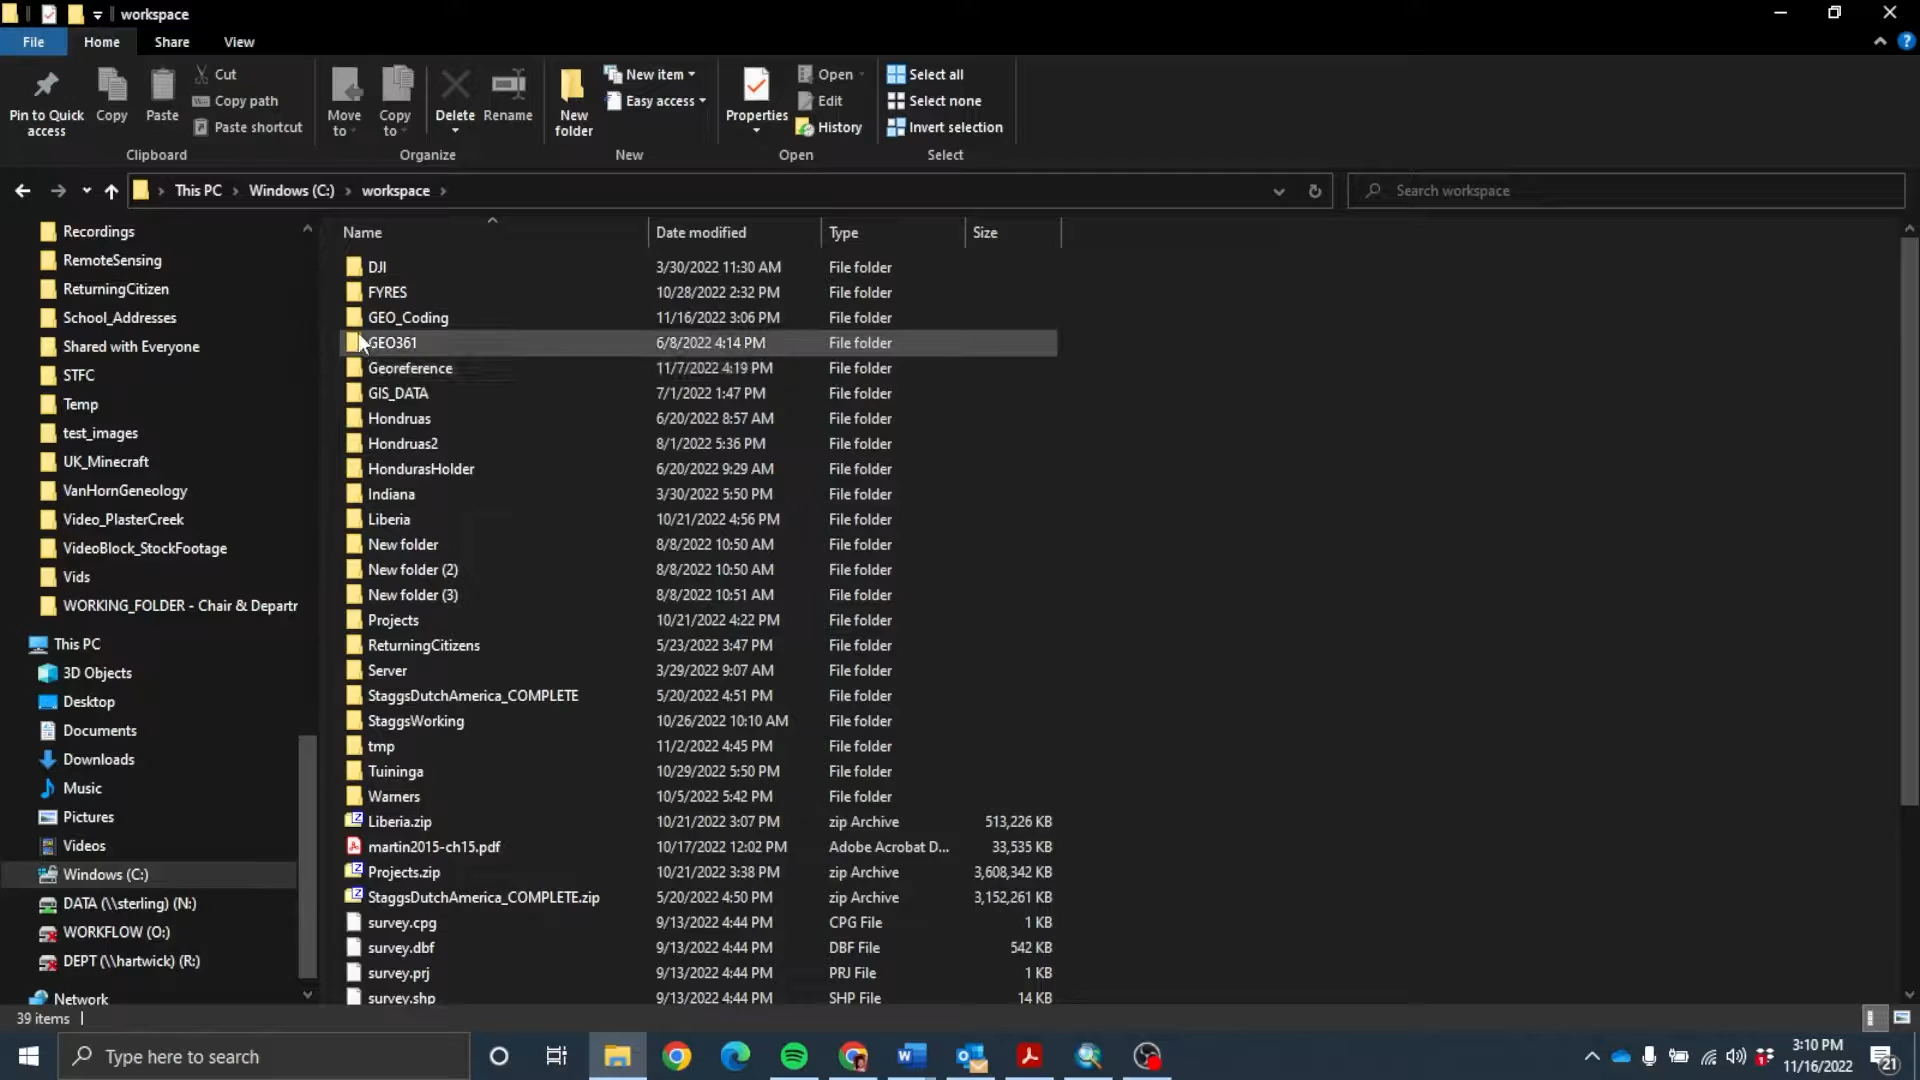 workspace
File Home Share View
Pin to Quick access
Copy
Paste
Cut
Copy path
Paste shortcut
Clipboard
Move to
Copy to
Delete
Rename
Organize
New folder
New item
Easy access
New
Properties
Open
Edit
History
Open
Select all
Select none
Invert selection
Select
This PC Windows (C:) workspace
Search workspace
Recordings
RemoteSensing
ReturningCitizen
School_Addresses
Shared with Everyone
STFC
Temp
test_images
UK_Minecraft
VanHornGeneology
Video_PlasterCreek
VideoBlock_StockFootage
Vids
WORKING_FOLDER - Chair & Departr
This PC
3D Objects
Desktop
Documents
Downloads
Music
Pictures
Videos
Windows (C:)
DATA (\\sterling) (N:)
WORKFLOW (O:)
DEPT (\\hartwick) (R:)
Network
Name Date modified Type Size
DJI 3/30/2022 11:30 AM File folder
FYRES 10/28/2022 2:32 PM File folder
GEO_Coding 11/16/2022 3:06 PM File folder
GEO361 6/8/2022 4:14 PM File folder
Georeference 11/7/2022 4:19 PM File folder
GIS_DATA 7/1/2022 1:47 PM File folder
Hondruas 6/20/2022 8:57 AM File folder
Hondruas2 8/1/2022 5:36 PM File folder
HondurasHolder 6/20/2022 9:29 AM File folder
Indiana 3/30/2022 5:50 PM File folder
Liberia 10/21/2022 4:56 PM File folder
New folder 8/8/2022 10:50 AM File folder
New folder (2) 8/8/2022 10:50 AM File folder
New folder (3) 8/8/2022 10:51 AM File folder
Projects 10/21/2022 4:22 PM File folder
ReturningCitizens 5/23/2022 3:47 PM File folder
Server 3/29/2022 9:07 AM File folder
StaggsDutchAmerica_COMPLETE 5/20/2022 4:51 PM File folder
StaggsWorking 10/26/2022 10:10 AM File folder
tmp 11/2/2022 4:45 PM File folder
Tuininga 10/29/2022 5:50 PM File folder
Warners 10/5/2022 5:42 PM File folder
Liberia.zip 10/21/2022 3:07 PM zip Archive 513,226 KB
martin2015-ch15.pdf 10/17/2022 12:02 PM Adobe Acrobat D... 33,535 KB
Projects.zip 10/21/2022 3:38 PM zip Archive 3,608,342 KB
StaggsDutchAmerica_COMPLETE.zip 5/20/2022 4:50 PM zip Archive 3,152,261 KB
survey.cpg 9/13/2022 4:44 PM CPG File 1 KB
survey.dbf 9/13/2022 4:44 PM DBF File 542 KB
survey.prj 9/13/2022 4:44 PM PRJ File 1 KB
survey.shp 9/13/2022 4:44 PM SHP File 14 KB
39 items
Type here to search
3:10 PM
11/16/2022
21